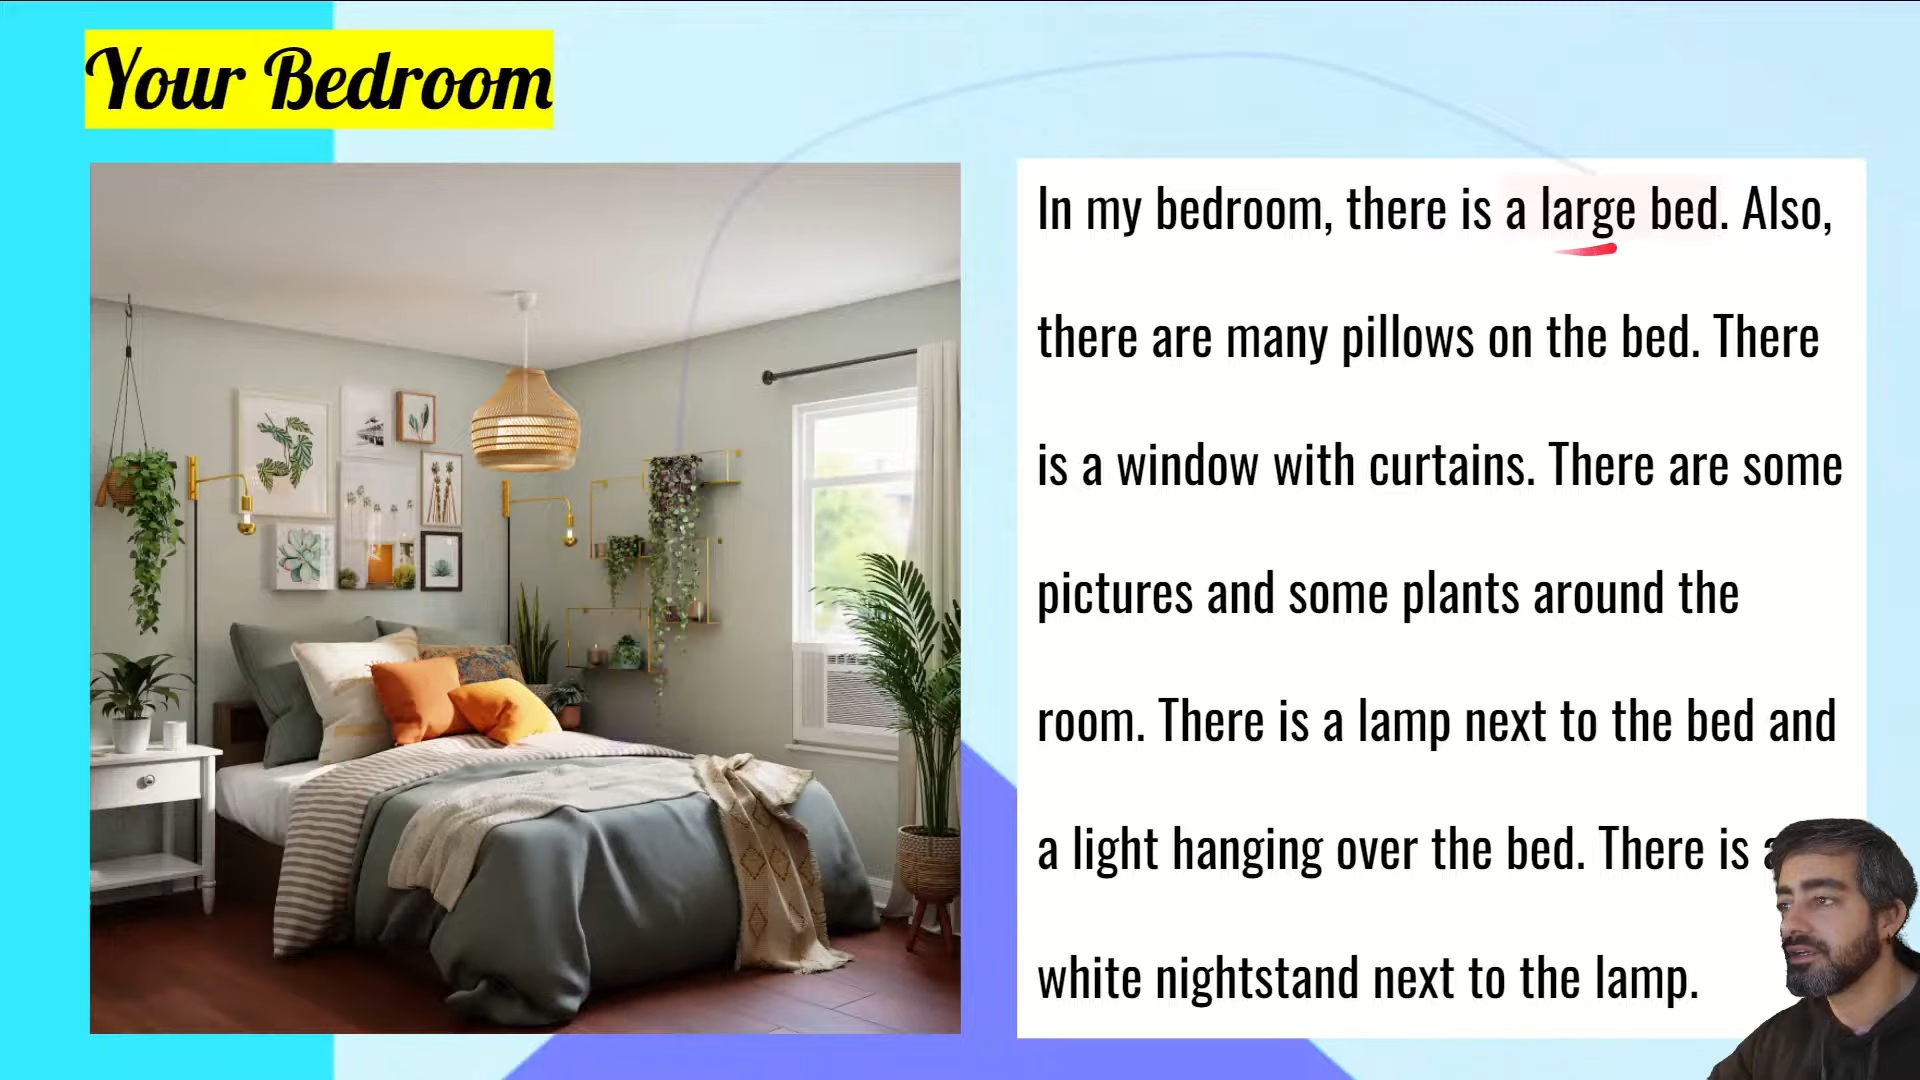 Your Bedroom
In my bedroom, there is a large bed. Also,
there are many pillows on the bed. There
is a window with curtains. There are some
pictures and some plants around the
room. There is a lamp next to the bed and
a light hanging over the bed. There is a
white nightstand next to the lamp.